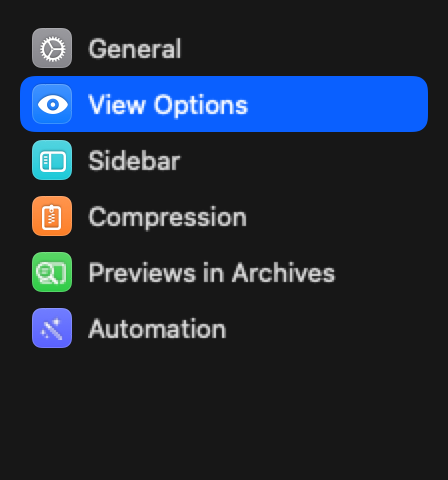 General
View Options
Sidebar
Compression
Previews in Archives
Automation